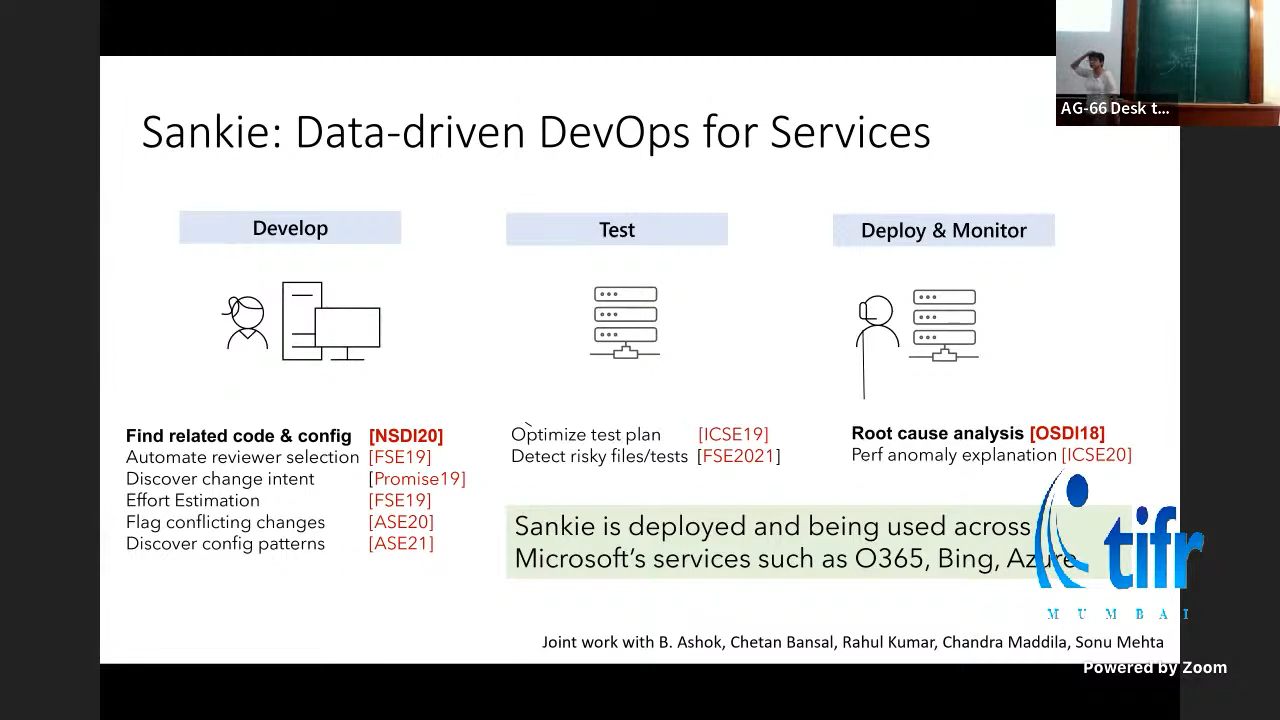 AG-66 Desk t...
Sankie: Data-driven DevOps for Services
Develop
Test
Deploy & Monitor
Find related code & config [NSDI20]
Automate reviewer selection [FSE19]
Discover change intent [Promise19]
Effort Estimation [FSE19]
Flag conflicting changes [ASE20]
Discover config patterns [ASE21]
Optimize test plan [ICSE19]
Detect risky files/tests [FSE2021]
Root cause analysis [OSDI18]
Perf anomaly explanation [ICSE20]
Sankie is deployed and being used across
Microsoft's services such as O365, Bing, Azure
tifr
MUMBAI
Joint work with B. Ashok, Chetan Bansal, Rahul Kumar, Chandra Maddila, Sonu Mehta
Powered by Zoom